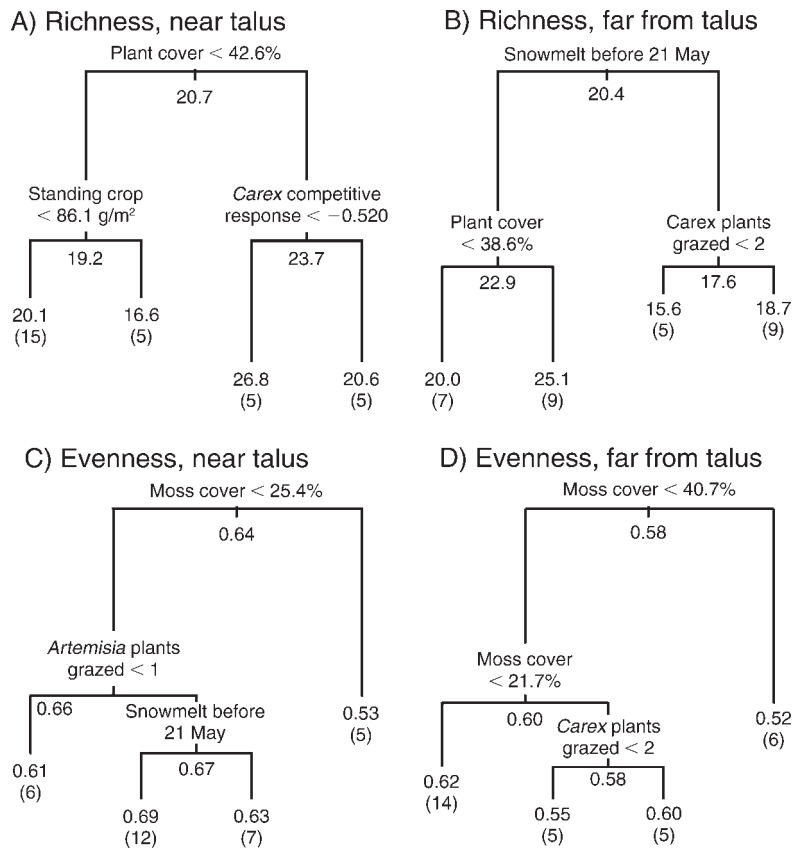 A) Richness, near talus
Plant cover < 42.6%
20.7
Standing crop
< 86.1 g/m²
19.2
20.1
(15)
16.6
(5)
Carex competitive
response < −0.520
23.7
26.8
(5)
20.6
(5)
B) Richness, far from talus
Snowmelt before 21 May
20.4
Plant cover
< 38.6%
22.9
20.0
(7)
25.1
(9)
Carex plants
grazed < 2
17.6
15.6
(5)
18.7
(9)
C) Evenness, near talus
Moss cover < 25.4%
0.64
Artemisia plants
grazed < 1
0.66
0.61
(6)
Snowmelt before
21 May
0.67
0.69
(12)
0.63
(7)
0.53
(5)
D) Evenness, far from talus
Moss cover < 40.7%
0.58
Moss cover
< 21.7%
0.60
0.62
(14)
Carex plants
grazed < 2
0.58
0.55
(5)
0.60
(5)
0.52
(6)